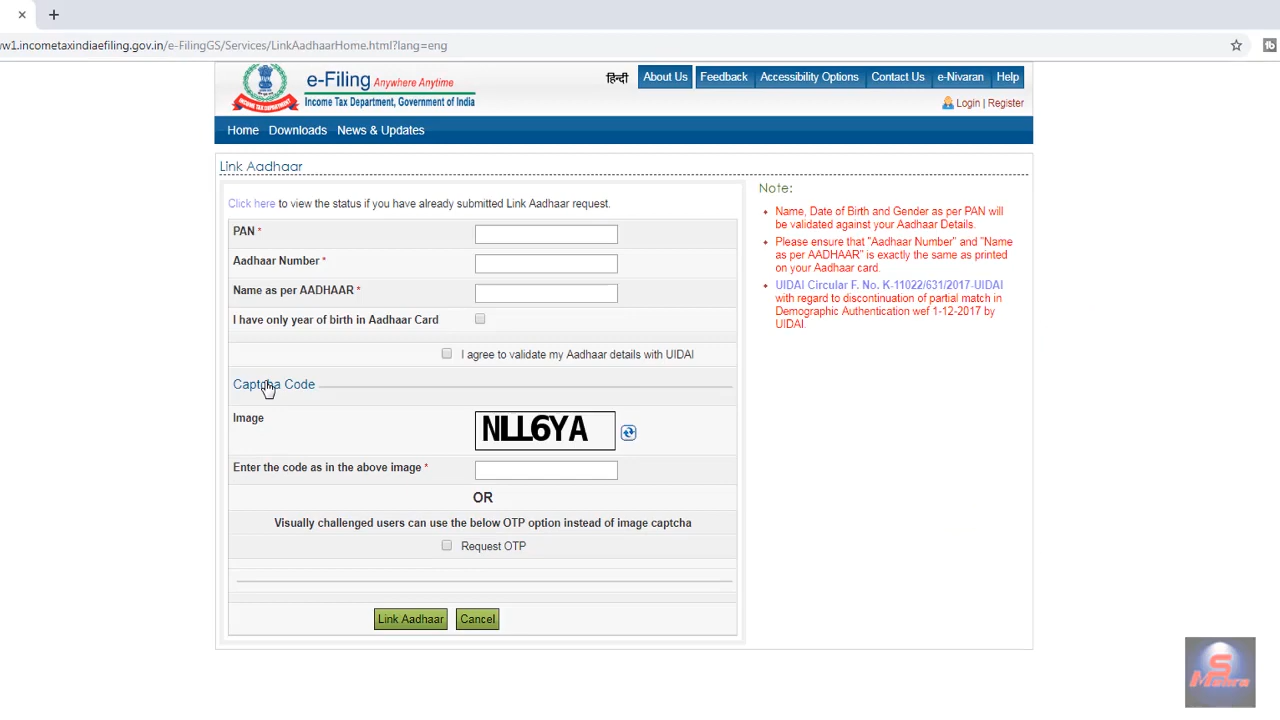 w1.incometaxindiaefiling.gov.in/e-FilingGS/Services/LinkAadhaarHome.html?lang=eng
e-Filing Anywhere Anytime
Income Tax Department, Government of India
हिन्दी About Us Feedback Accessibility Options Contact Us e-Nivaran Help
Login | Register
Home Downloads News & Updates
Link Aadhaar
Click here to view the status if you have already submitted Link Aadhaar request.
PAN *
Aadhaar Number *
Name as per AADHAAR *
I have only year of birth in Aadhaar Card
I agree to validate my Aadhaar details with UIDAI
Captcha Code
Image
NLL6YA
Enter the code as in the above image *
OR
Visually challenged users can use the below OTP option instead of image captcha
Request OTP
Link Aadhaar Cancel
Note:
Name, Date of Birth and Gender as per PAN will
be validated against your Aadhaar Details.
Please ensure that "Aadhaar Number" and "Name
as per AADHAAR" is exactly the same as printed
on your Aadhaar card.
UIDAI Circular F. No. K-11022/631/2017-UIDAI
with regard to discontinuation of partial match in
Demographic Authentication wef 1-12-2017 by
UIDAI.